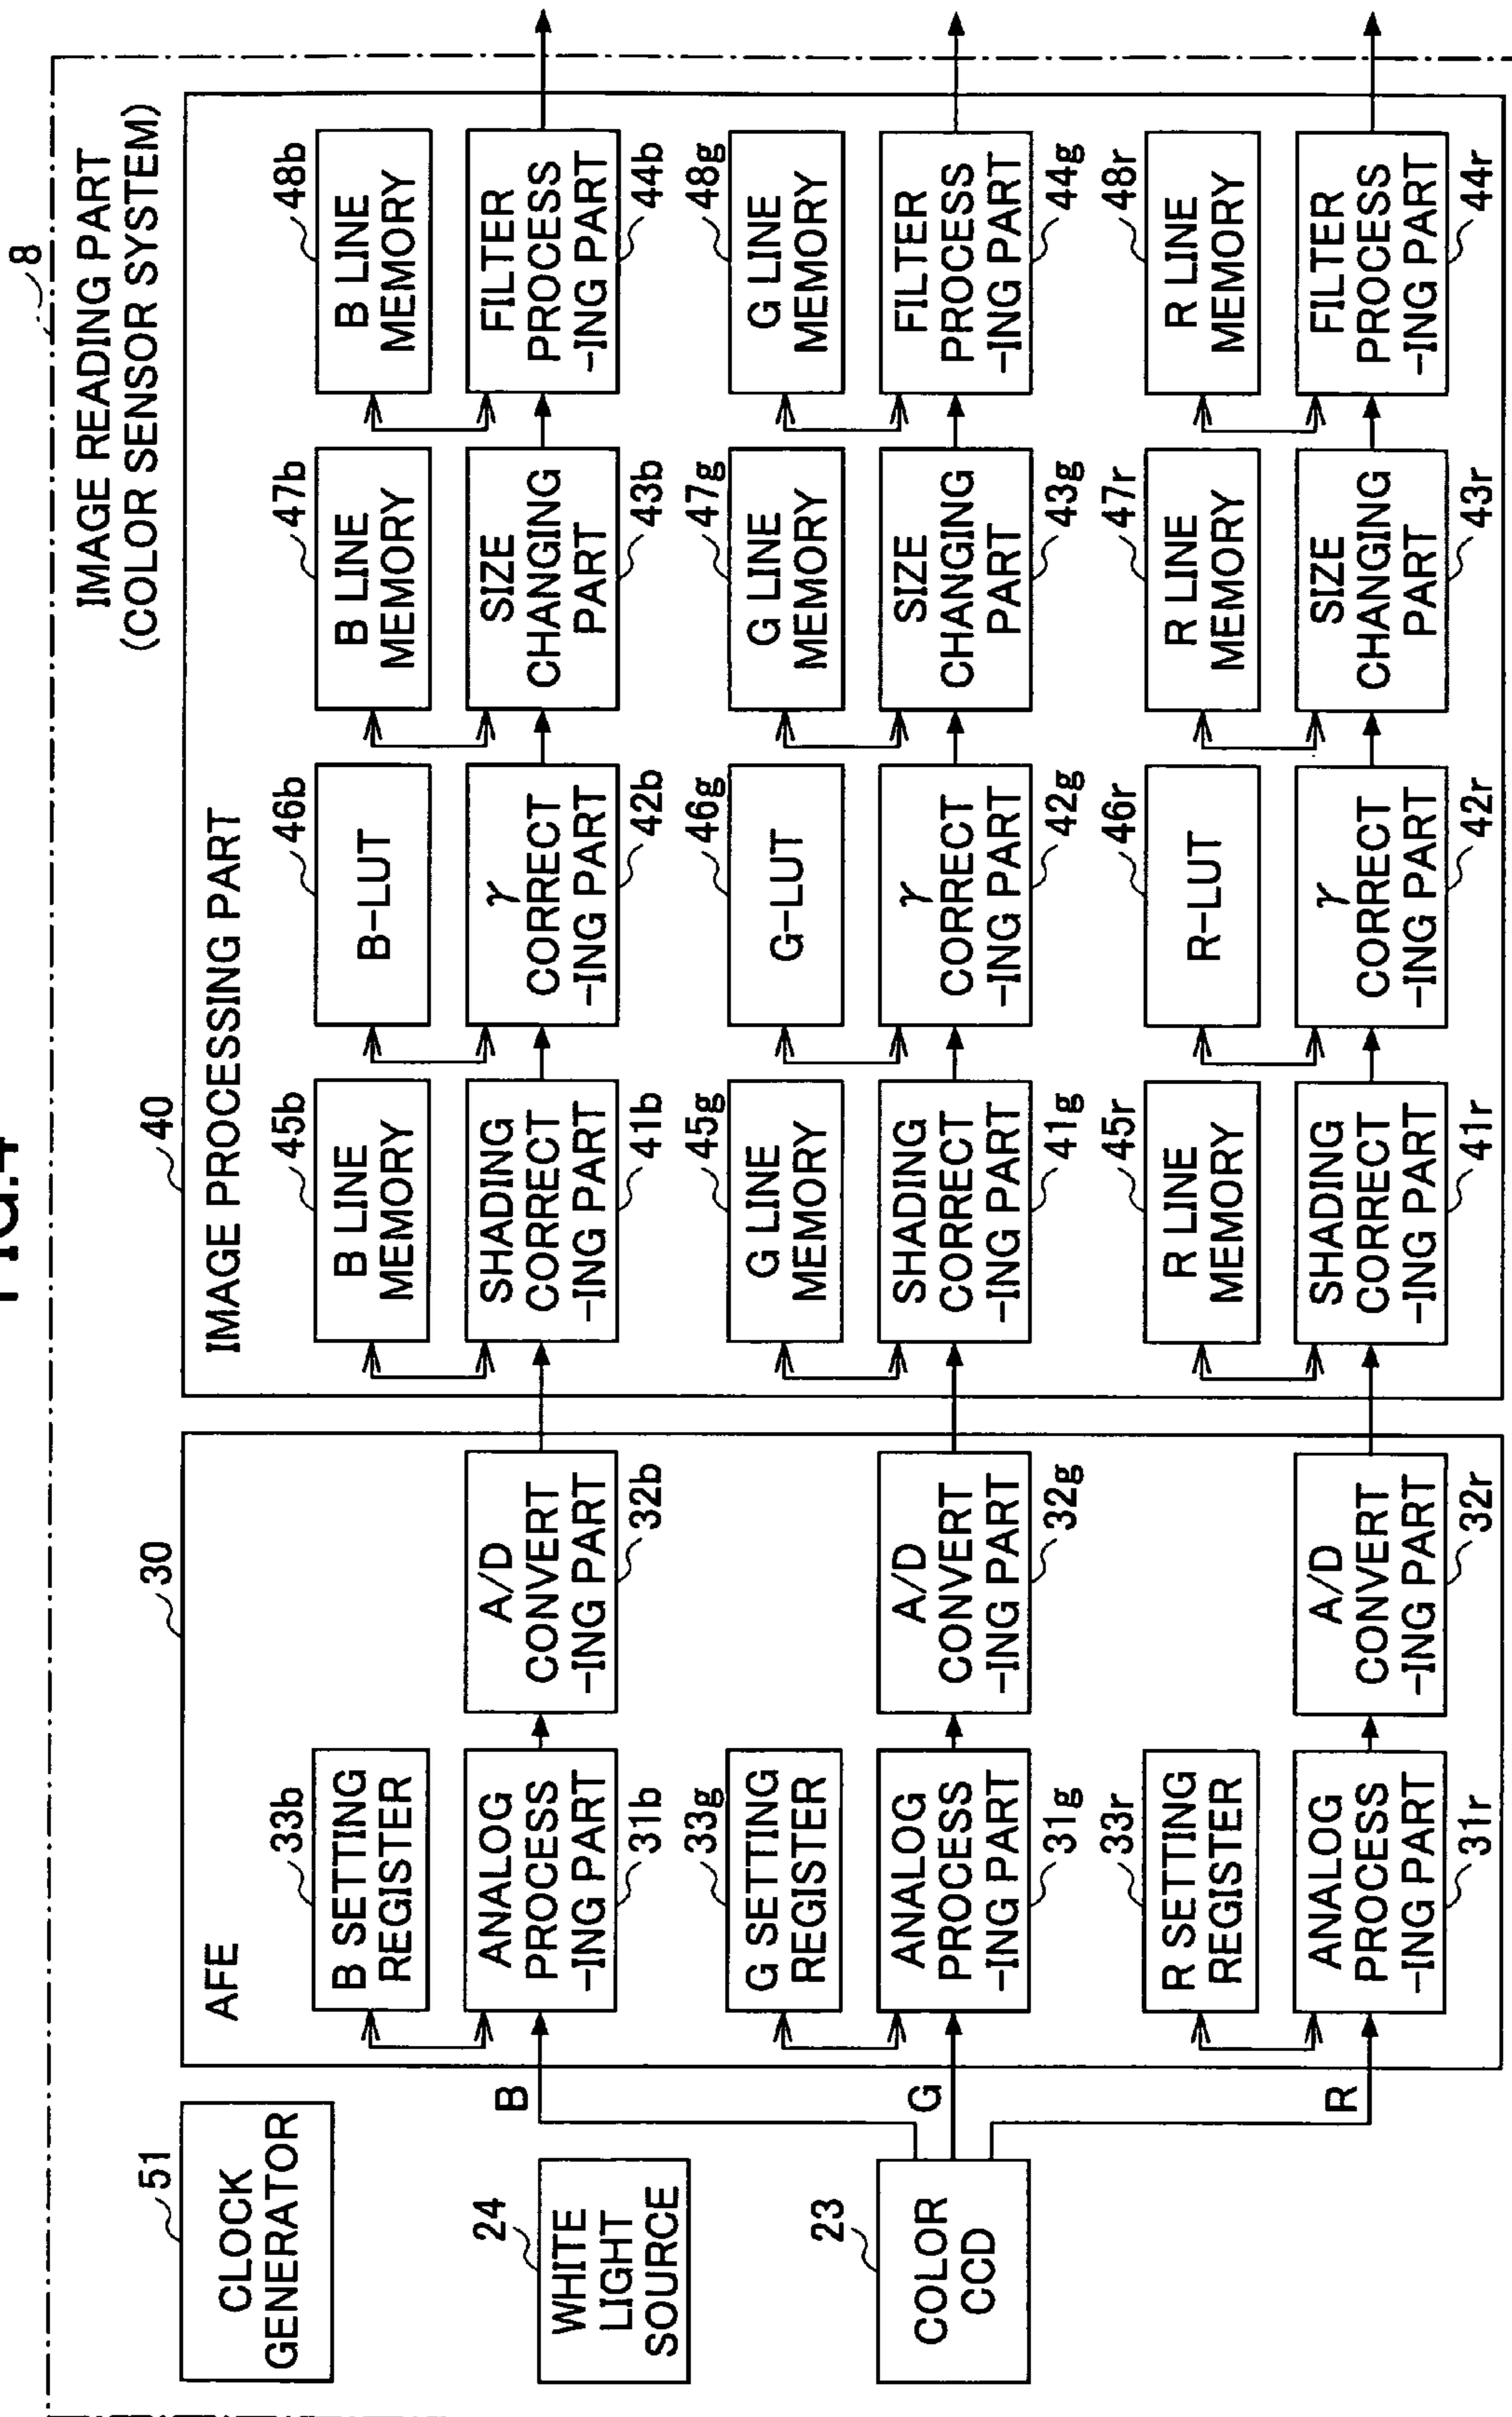 FIG.4
8
IMAGE READING PART
(COLOR SENSOR SYSTEM)
51
CLOCK
GENERATOR
24
WHITE
LIGHT
SOURCE
23
COLOR
CCD
B
G
R
30
AFE
33b
B SETTING
REGISTER
ANALOG
PROCESS
-ING PART
31b
A/D
CONVERT
-ING PART
32b
33g
G SETTING
REGISTER
ANALOG
PROCESS
-ING PART
31g
A/D
CONVERT
-ING PART
32g
33r
R SETTING
REGISTER
ANALOG
PROCESS
-ING PART
31r
A/D
CONVERT
-ING PART
32r
40
IMAGE PROCESSING PART
45b
B LINE
MEMORY
46b
B-LUT
47b
B LINE
MEMORY
48b
B LINE
MEMORY
SHADING
CORRECT
-ING PART
41b
γ
CORRECT
-ING PART
42b
SIZE
CHANGING
PART
43b
FILTER
PROCESS
-ING PART
44b
45g
G LINE
MEMORY
46g
G-LUT
47g
G LINE
MEMORY
48g
G LINE
MEMORY
SHADING
CORRECT
-ING PART
41g
γ
CORRECT
-ING PART
42g
SIZE
CHANGING
PART
43g
FILTER
PROCESS
-ING PART
44g
45r
R LINE
MEMORY
46r
R-LUT
47r
R LINE
MEMORY
48r
R LINE
MEMORY
SHADING
CORRECT
-ING PART
41r
γ
CORRECT
-ING PART
42r
SIZE
CHANGING
PART
43r
FILTER
PROCESS
-ING PART
44r